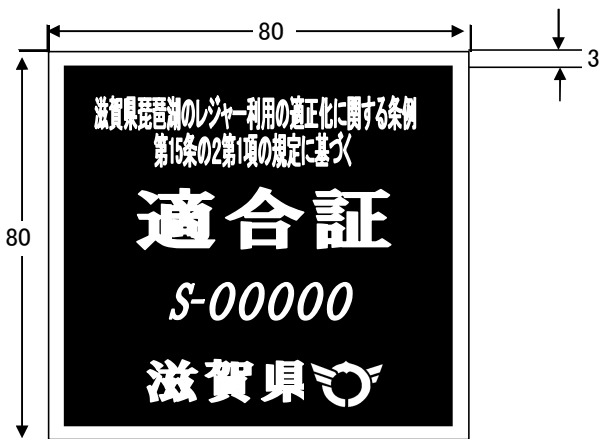 80
3
80
滋賀県琵琶湖のレジャー利用の適正化に関する条例
第15条の2第1項の規定に基づく
適合証
S-00000
滋賀県